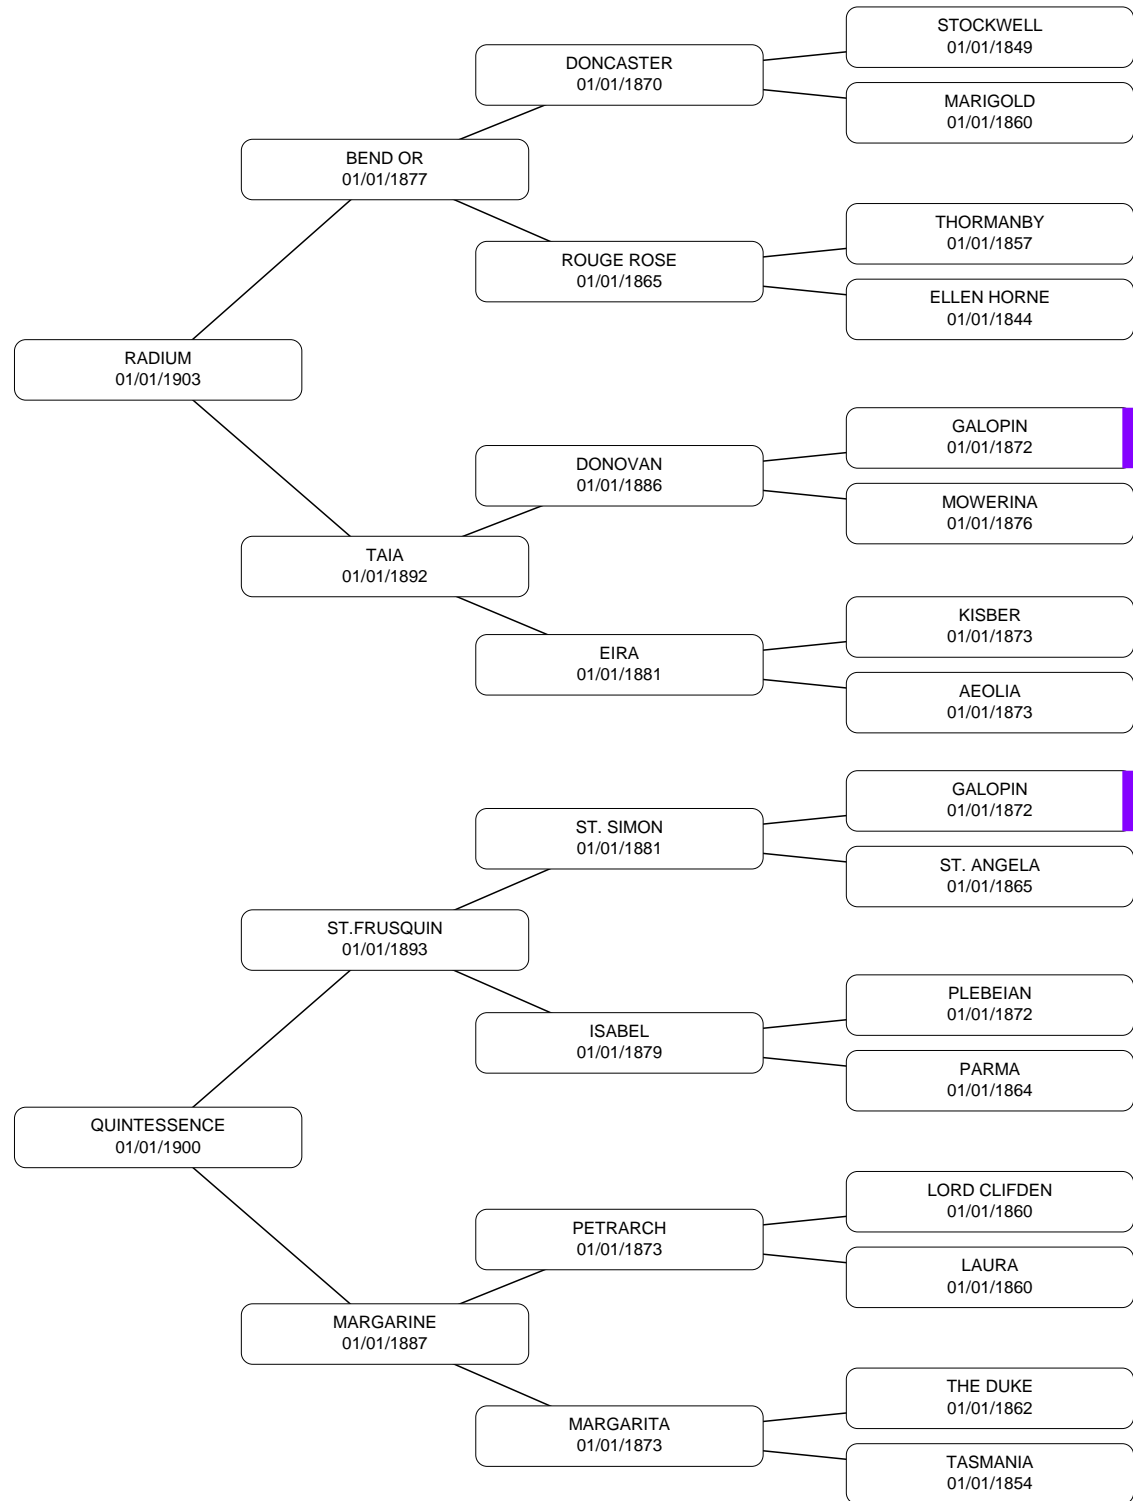 STOCKWELL
01/01/1849
DONCASTER
01/01/1870
MARIGOLD
01/01/1860
BEND OR
01/01/1877
THORMANBY
01/01/1857
ROUGE ROSE
01/01/1865
ELLEN HORNE
01/01/1844
RADIUM
01/01/1903
GALOPIN
01/01/1872
DONOVAN
01/01/1886
MOWERINA
01/01/1876
TAIA
01/01/1892
KISBER
01/01/1873
EIRA
01/01/1881
AEOLIA
01/01/1873
GALOPIN
01/01/1872
ST. SIMON
01/01/1881
ST. ANGELA
01/01/1865
ST.FRUSQUIN
01/01/1893
PLEBEIAN
01/01/1872
ISABEL
01/01/1879
PARMA
01/01/1864
QUINTESSENCE
01/01/1900
LORD CLIFDEN
01/01/1860
PETRARCH
01/01/1873
LAURA
01/01/1860
MARGARINE
01/01/1887
THE DUKE
01/01/1862
MARGARITA
01/01/1873
TASMANIA
01/01/1854